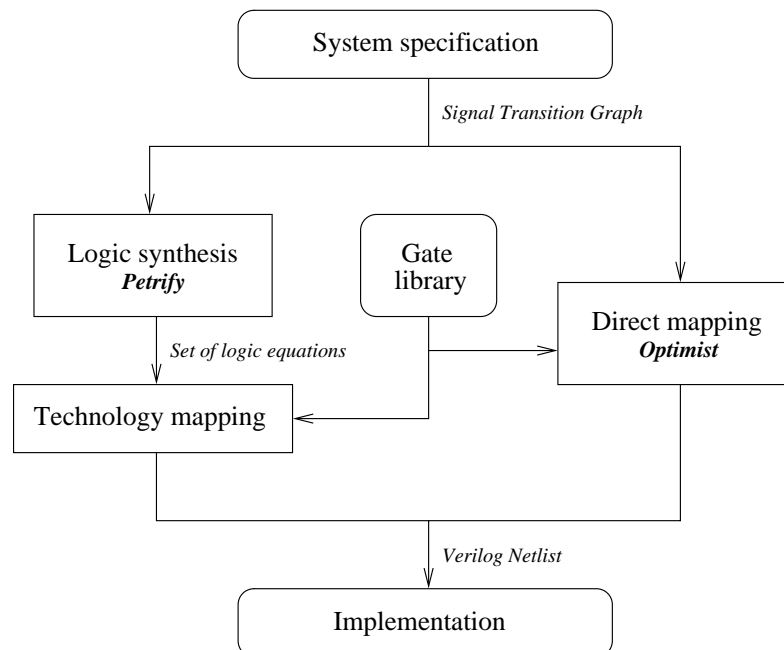 System specification
Signal Transition Graph
Logic synthesis
Petrify
Gate
library
Direct mapping
Optimist
Set of logic equations
Technology mapping
Verilog Netlist
Implementation